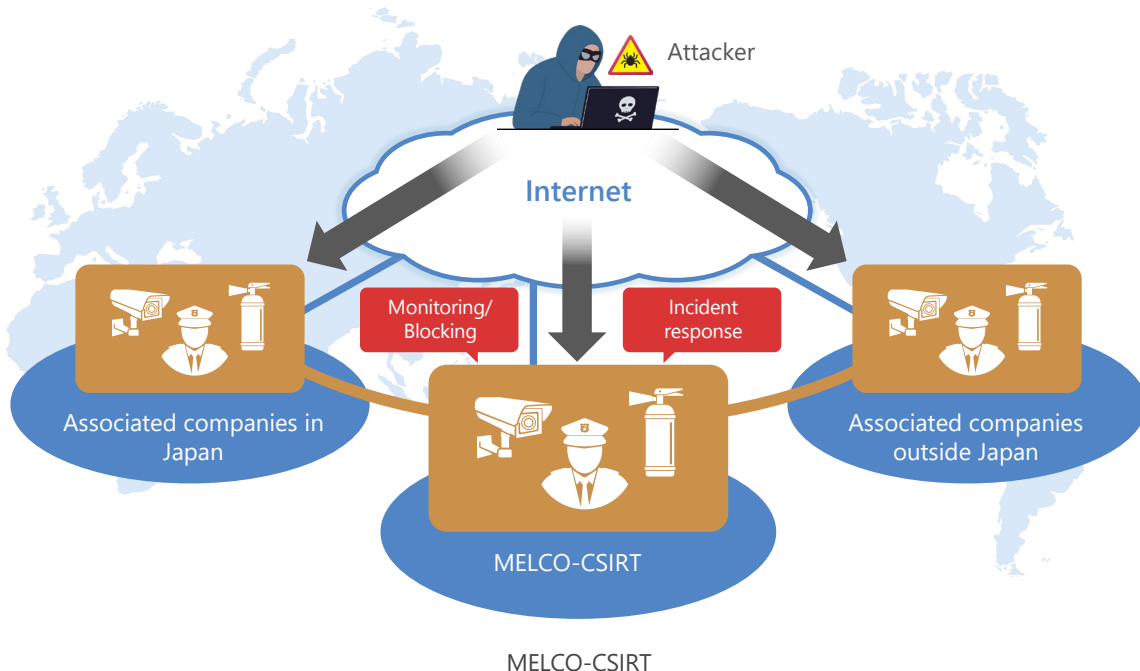 Attacker
Internet
Monitoring/
Blocking
Incident
response
Associated companies in
Japan
Associated companies
outside Japan
MELCO-CSIRT
MELCO-CSIRT